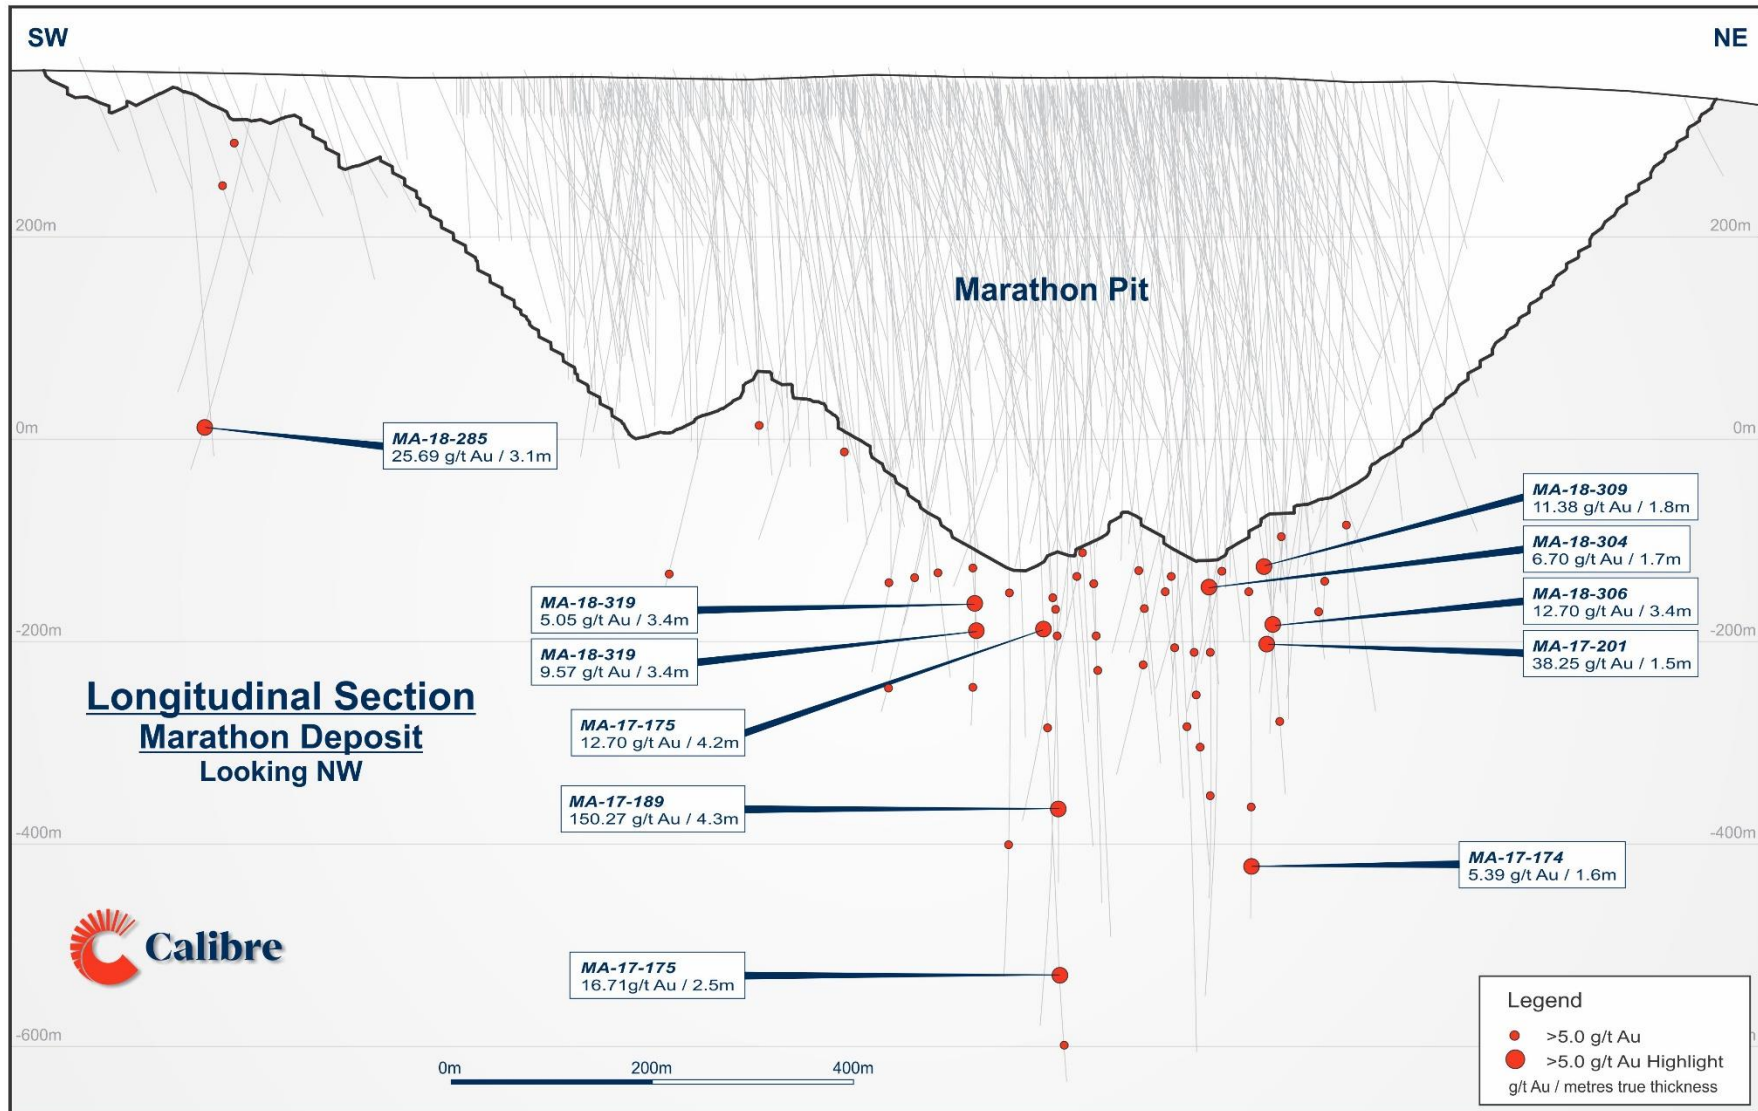 SW
NE
200m
200m
Marathon Pit
0m
0m
MA-18-285
25.69 g/t Au / 3.1m
MA-18-309
11.38 g/t Au / 1.8m
MA-18-304
6.70 g/t Au / 1.7m
MA-18-306
12.70 g/t Au / 3.4m
MA-17-201
38.25 g/t Au / 1.5m
MA-18-319
5.05 g/t Au / 3.4m
-200m
-200m
MA-18-319
9.57 g/t Au / 3.4m
MA-17-175
12.70 g/t Au / 4.2m
Longitudinal Section
Marathon Deposit
Looking NW
MA-17-189
150.27 g/t Au / 4.3m
-400m
-400m
MA-17-174
5.39 g/t Au / 1.6m
Calibre
MA-17-175
16.71g/t Au / 2.5m
-600m
0m
200m
400m
Legend
>5.0 g/t Au
>5.0 g/t Au Highlight
g/t Au / metres true thickness